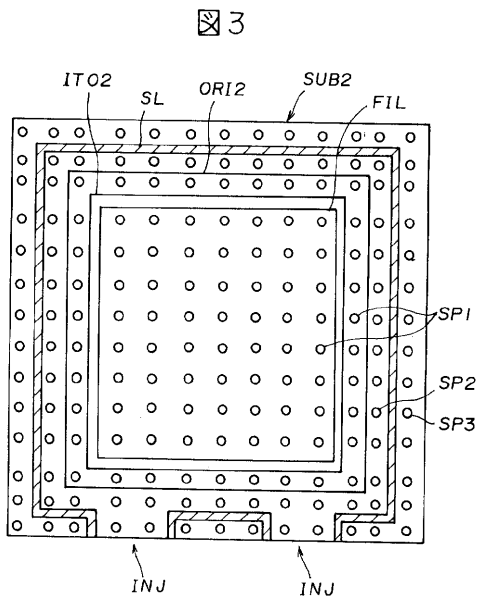 図3
ITO2
SL
ORI2
SUB2
FIL
SP1
SP2
SP3
INJ
INJ